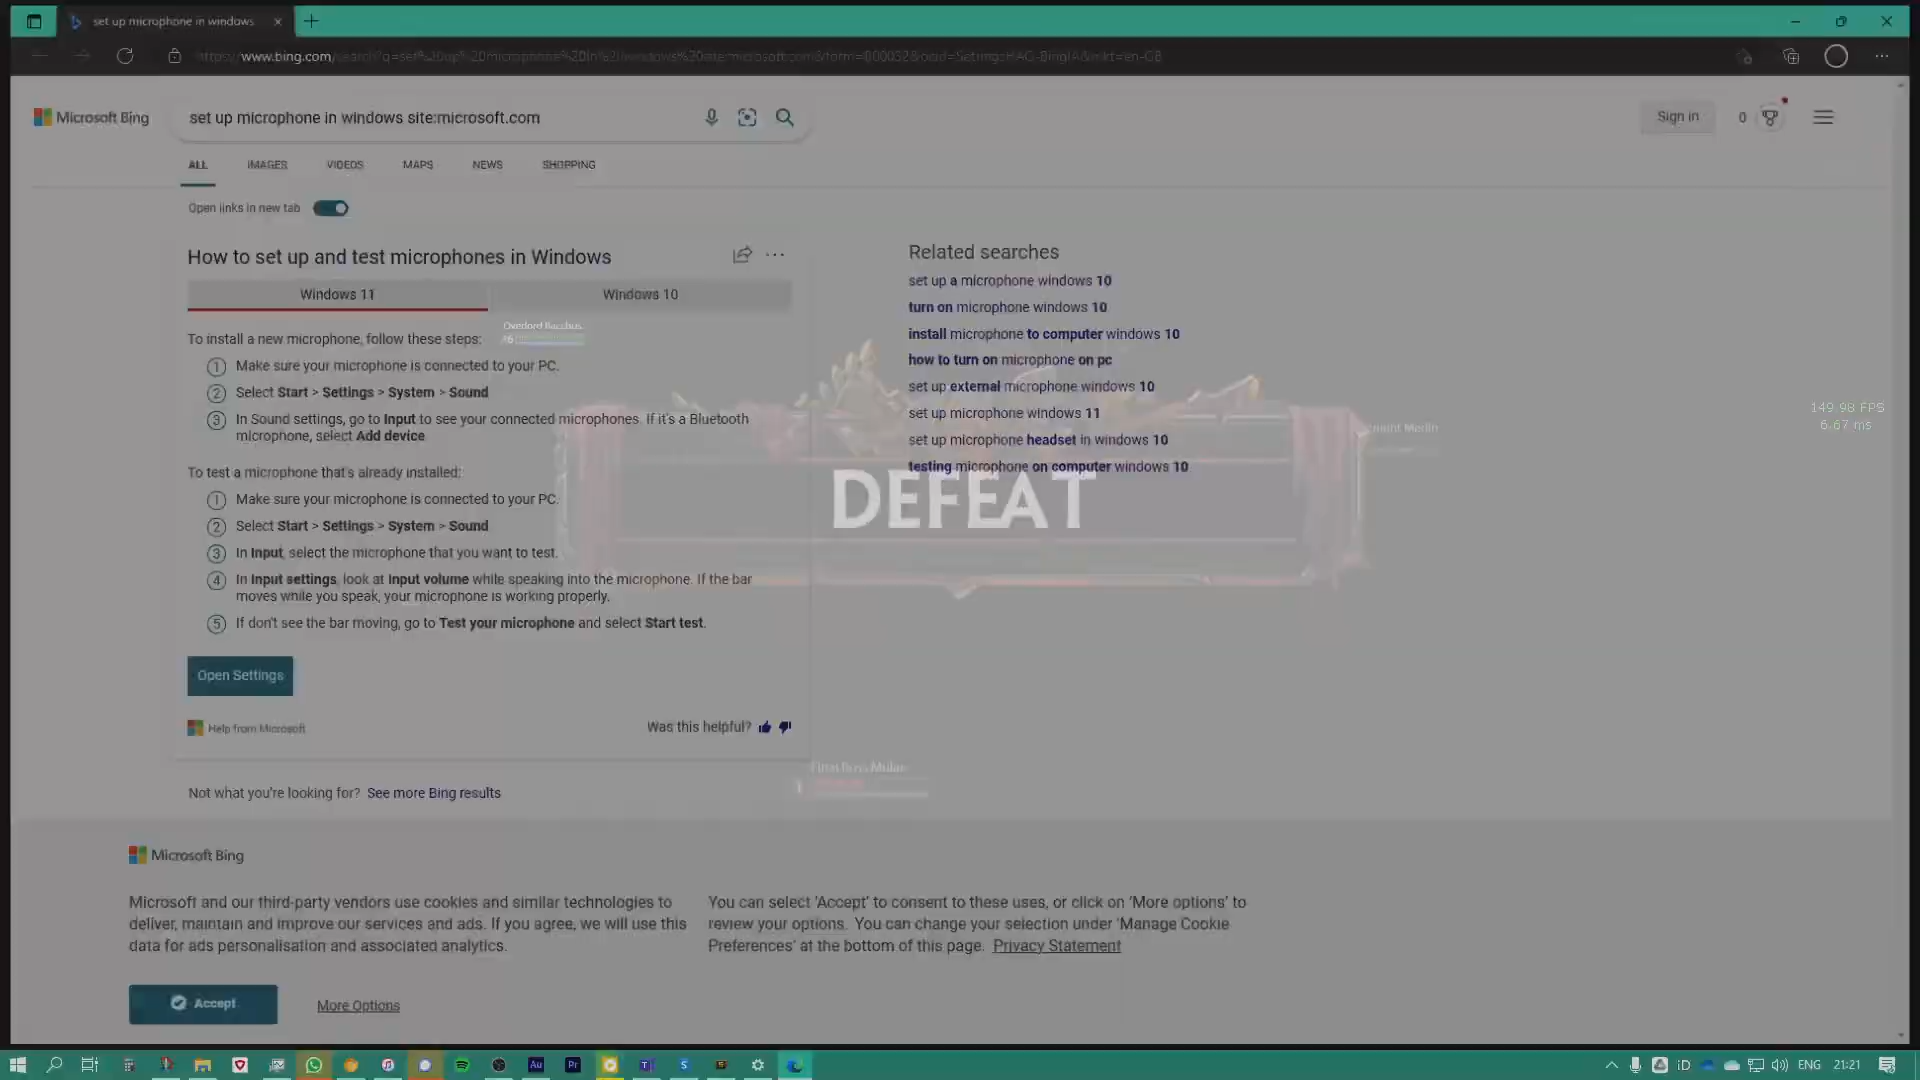 set up microphone in windows
www.bing.com
Microsoft Bing
set up microphone in windows site:microsoft.com
Sign in
0
ALL
IMAGES
VIDEOS
MAPS
NEWS
SHOPPING
Open links in new tab
How to set up and test microphones in Windows
Windows 11
Windows 10
Overlord Bacchus
To install a new microphone, follow these steps:
1 Make sure your microphone is connected to your PC.
2 Select Start > Settings > System > Sound
3 In Sound settings, go to Input to see your connected microphones. If it's a Bluetooth
microphone, select Add device.
To test a microphone that's already installed:
1 Make sure your microphone is connected to your PC.
2 Select Start > Settings > System > Sound
3 In Input, select the microphone that you want to test.
4 In Input settings, look at Input volume while speaking into the microphone. If the bar
moves while you speak, your microphone is working properly.
5 If don't see the bar moving, go to Test your microphone and select Start test.
Open Settings
Help from Microsoft
Was this helpful?
Not what you're looking for? See more Bing results
Related searches
set up a microphone windows 10
turn on microphone windows 10
install microphone to computer windows 10
how to turn on microphone on pc
set up external microphone windows 10
set up microphone windows 11
set up microphone headset in windows 10
testing microphone on computer windows 10
149.98 FPS
6.67 ms
Merlin
DEFEAT
Mulan
Microsoft Bing
Microsoft and our third-party vendors use cookies and similar technologies to
deliver, maintain and improve our services and ads. If you agree, we will use this
data for ads personalisation and associated analytics.
You can select 'Accept' to consent to these uses, or click on 'More options' to
review your options. You can change your selection under 'Manage Cookie
Preferences' at the bottom of this page. Privacy Statement
Accept
More Options
Au
Pr
iD
ENG
21:21